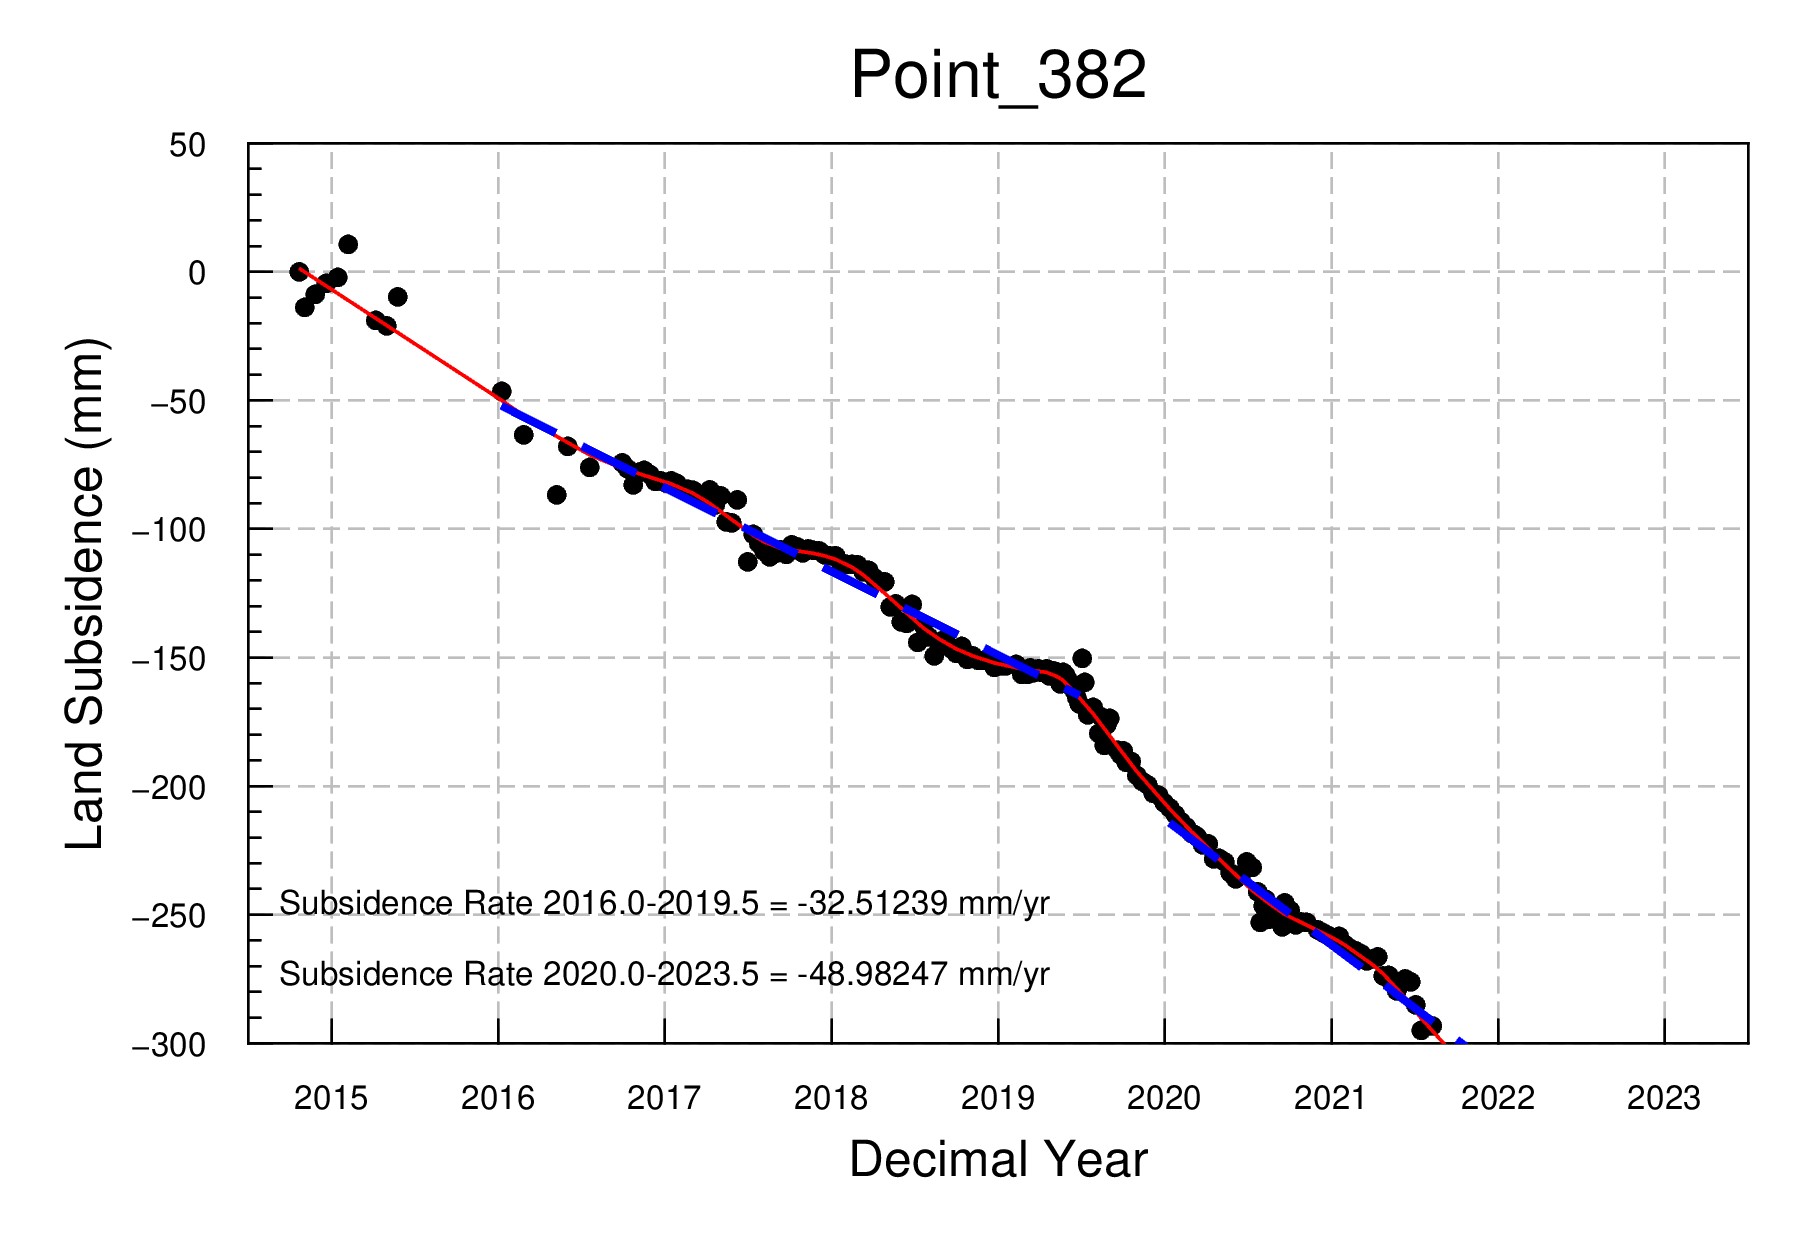 Point_382
50
0
−50
−100
−150
−200
−250
−300
Land Subsidence (mm)
Subsidence Rate 2016.0-2019.5 = -32.51239 mm/yr
Subsidence Rate 2020.0-2023.5 = -48.98247 mm/yr
2015 2016 2017 2018 2019 2020 2021 2022 2023
Decimal Year